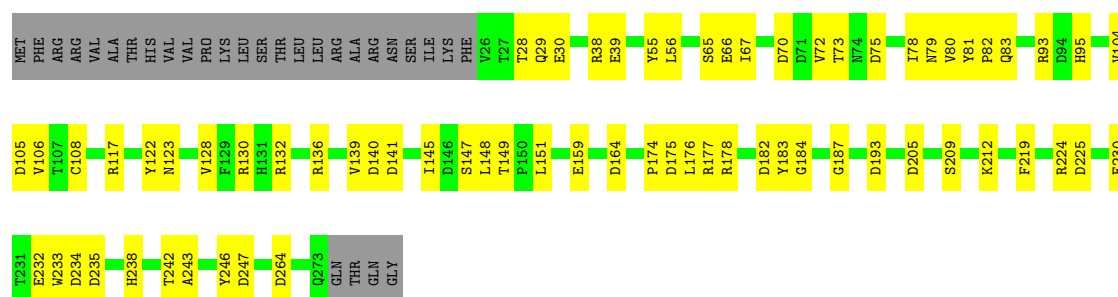 MET PHE ARG ARG VAL ALA THR HIS VAL VAL PRO LYS LEU SER THR LEU LEU ARG ALA ARG ASN SER ILE LYS PHE V26 T27 T28 Q29 E30 R38 E39 Y55 L56 S65 E66 I67 D70 D71 V72 T73 N74 D75 I78 N79 V80 Y81 P82 Q83 R93 D94 H95 V104
D105 V106 T107 C108 R117 Y122 N123 V128 F129 R130 H131 R132 R136 V139 D140 D141 I145 D146 S147 L148 T149 P150 L151 E159 D164 P174 D175 L176 R177 R178 D182 Y183 G184 G187 D193 D205 S209 K212 F219 R224 D225 E230
T231 E232 W233 D234 D235 H238 T242 A243 Y246 D247 D264 Q273 GLN THR GLN GLY